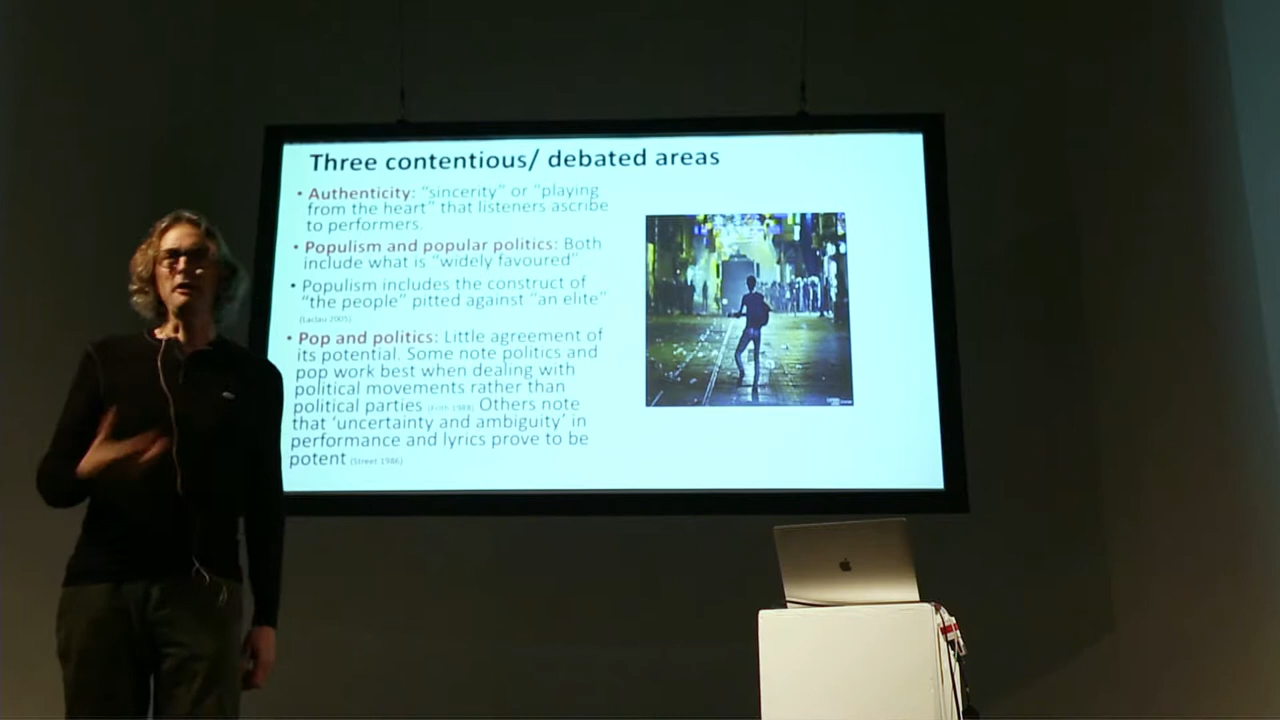 Three contentious/ debated areas
• Authenticity: “sincerity” or “playing
from the heart” that listeners ascribe
to performers.
• Populism and popular politics: Both
include what is “widely favoured”
• Populism includes the construct of
“the people” pitted against “an elite”
(Laclau 2005)
• Pop and politics: Little agreement of
its potential. Some note politics and
pop work best when dealing with
political movements rather than
political parties (Frith 1988) Others note
that ‘uncertainty and ambiguity’ in
performance and lyrics prove to be
potent (Street 1986)